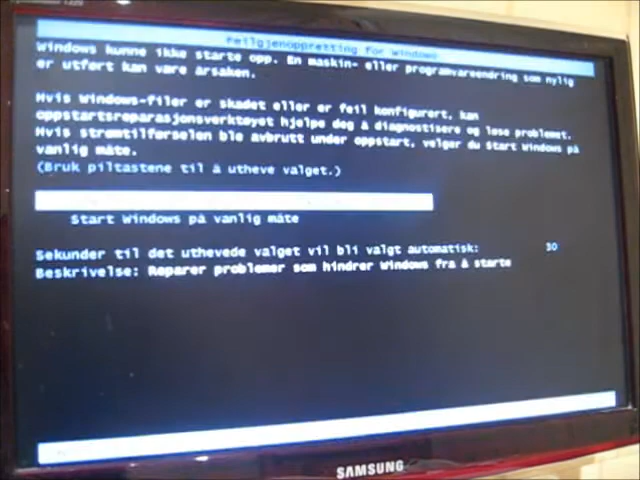 Feilgjenoppretting for Windows
Windows kunne ikke starte opp. En maskin- eller programvareendring som nylig
er utført kan være årsaken.
Hvis Windows-filer er skadet eller er feil konfigurert, kan
oppstartsreparasjonsverktøyet hjelpe deg å diagnostisere og løse problemet.
Hvis strømtilførselen ble avbrutt under oppstart, velger du Start Windows på
vanlig måte.
(Bruk piltastene til å utheve valget.)
Start Windows på vanlig måte
Sekunder til det uthevede valget vil bli valgt automatisk: 30
Beskrivelse: Reparer problemer som hindrer Windows fra å starte
SAMSUNG